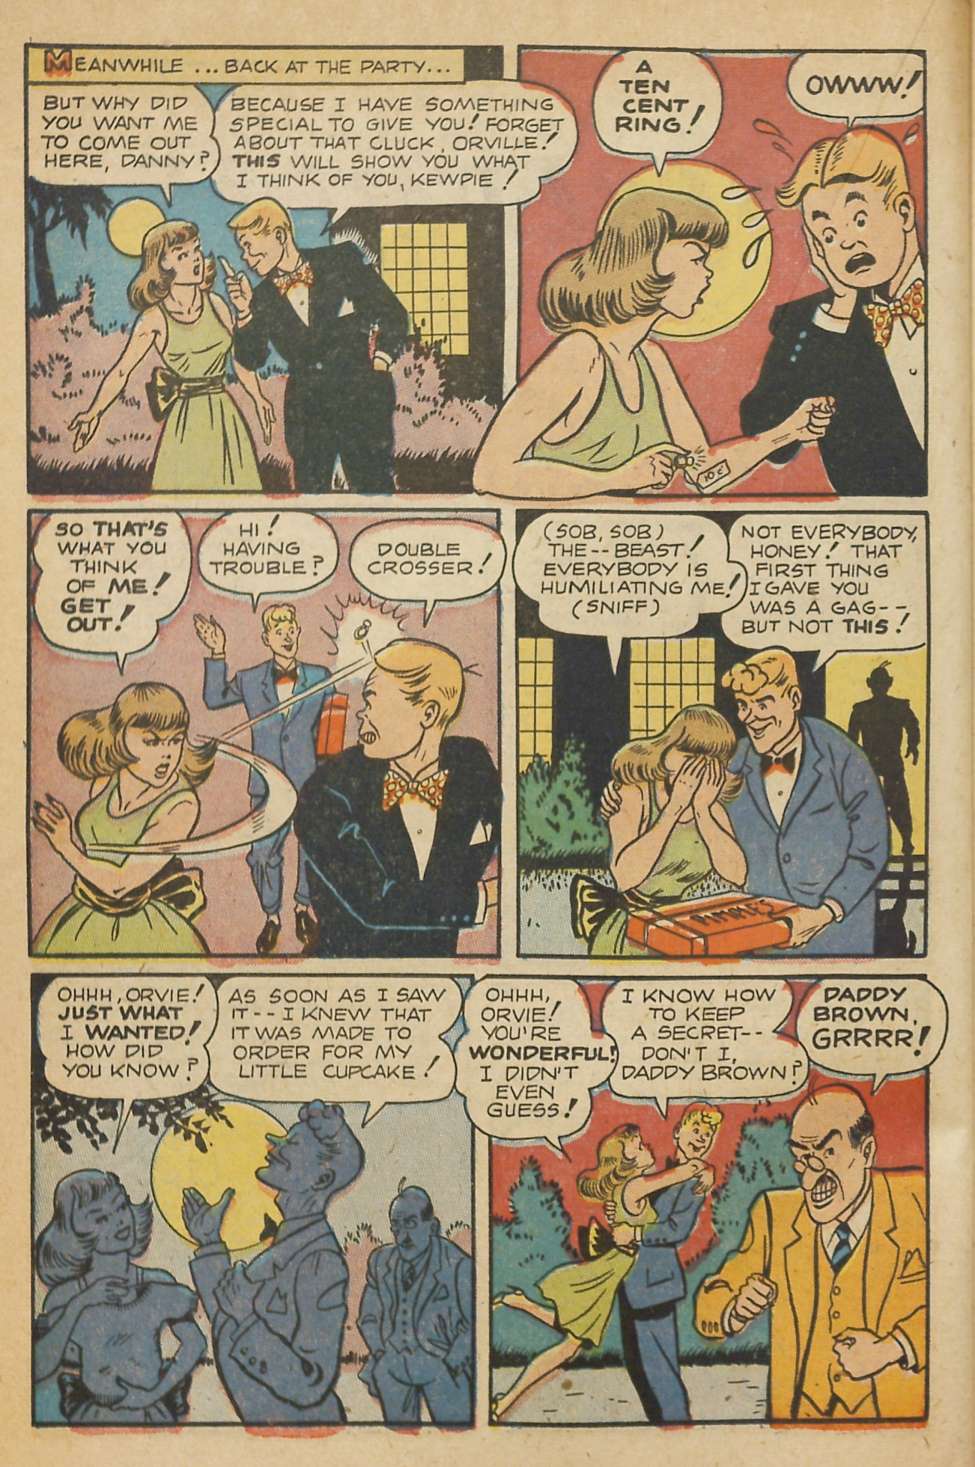 MEANWHILE ... BACK AT THE PARTY...
BUT WHY DID
YOU WANT ME
TO COME OUT
HERE, DANNY?
BECAUSE I HAVE SOMETHING
SPECIAL TO GIVE YOU! FORGET
ABOUT THAT CLUCK, ORVILLE!
THIS WILL SHOW YOU WHAT
I THINK OF YOU, KEWPIE!
A
TEN
CENT
RING!
OWWW!
10¢
SO THAT'S
WHAT YOU
THINK
OF ME!
GET
OUT!
HI!
HAVING
TROUBLE?
DOUBLE
CROSSER!
(SOB, SOB)
THE-- BEAST!
EVERYBODY IS
HUMILIATING ME!
(SNIFF)
NOT EVERYBODY,
HONEY! THAT
FIRST THING
I GAVE YOU
WAS A GAG--
BUT NOT THIS!
OHHH, ORVIE!
JUST WHAT
I WANTED!
HOW DID
YOU KNOW?
AS SOON AS I SAW
IT-- I KNEW THAT
IT WAS MADE TO
ORDER FOR MY
LITTLE CUPCAKE!
OHHH,
ORVIE!
YOU'RE
WONDERFUL!
I DIDN'T
EVEN
GUESS!
I KNOW HOW
TO KEEP
A SECRET--
DON'T I,
DADDY BROWN?
DADDY
BROWN,
GRRRR!